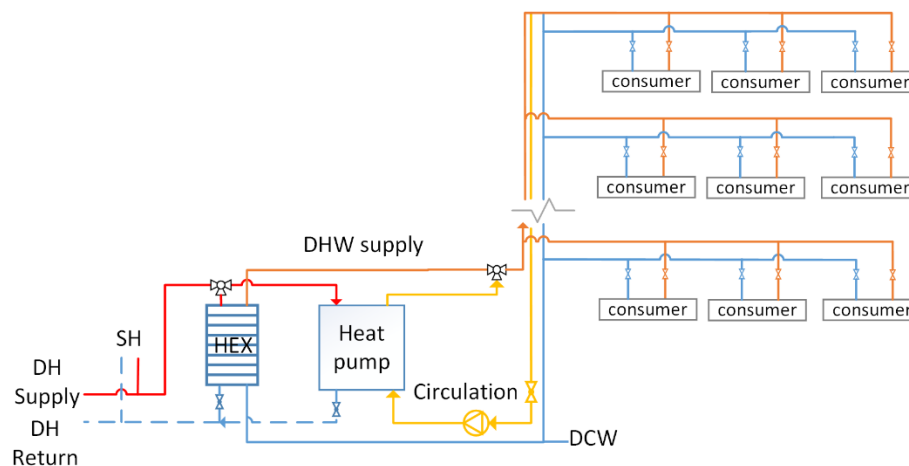 consumer consumer consumer
consumer consumer consumer
DHW supply
consumer consumer consumer
SH
HEX
Heat
pump
DH
Supply
Circulation
DH
Return
DCW